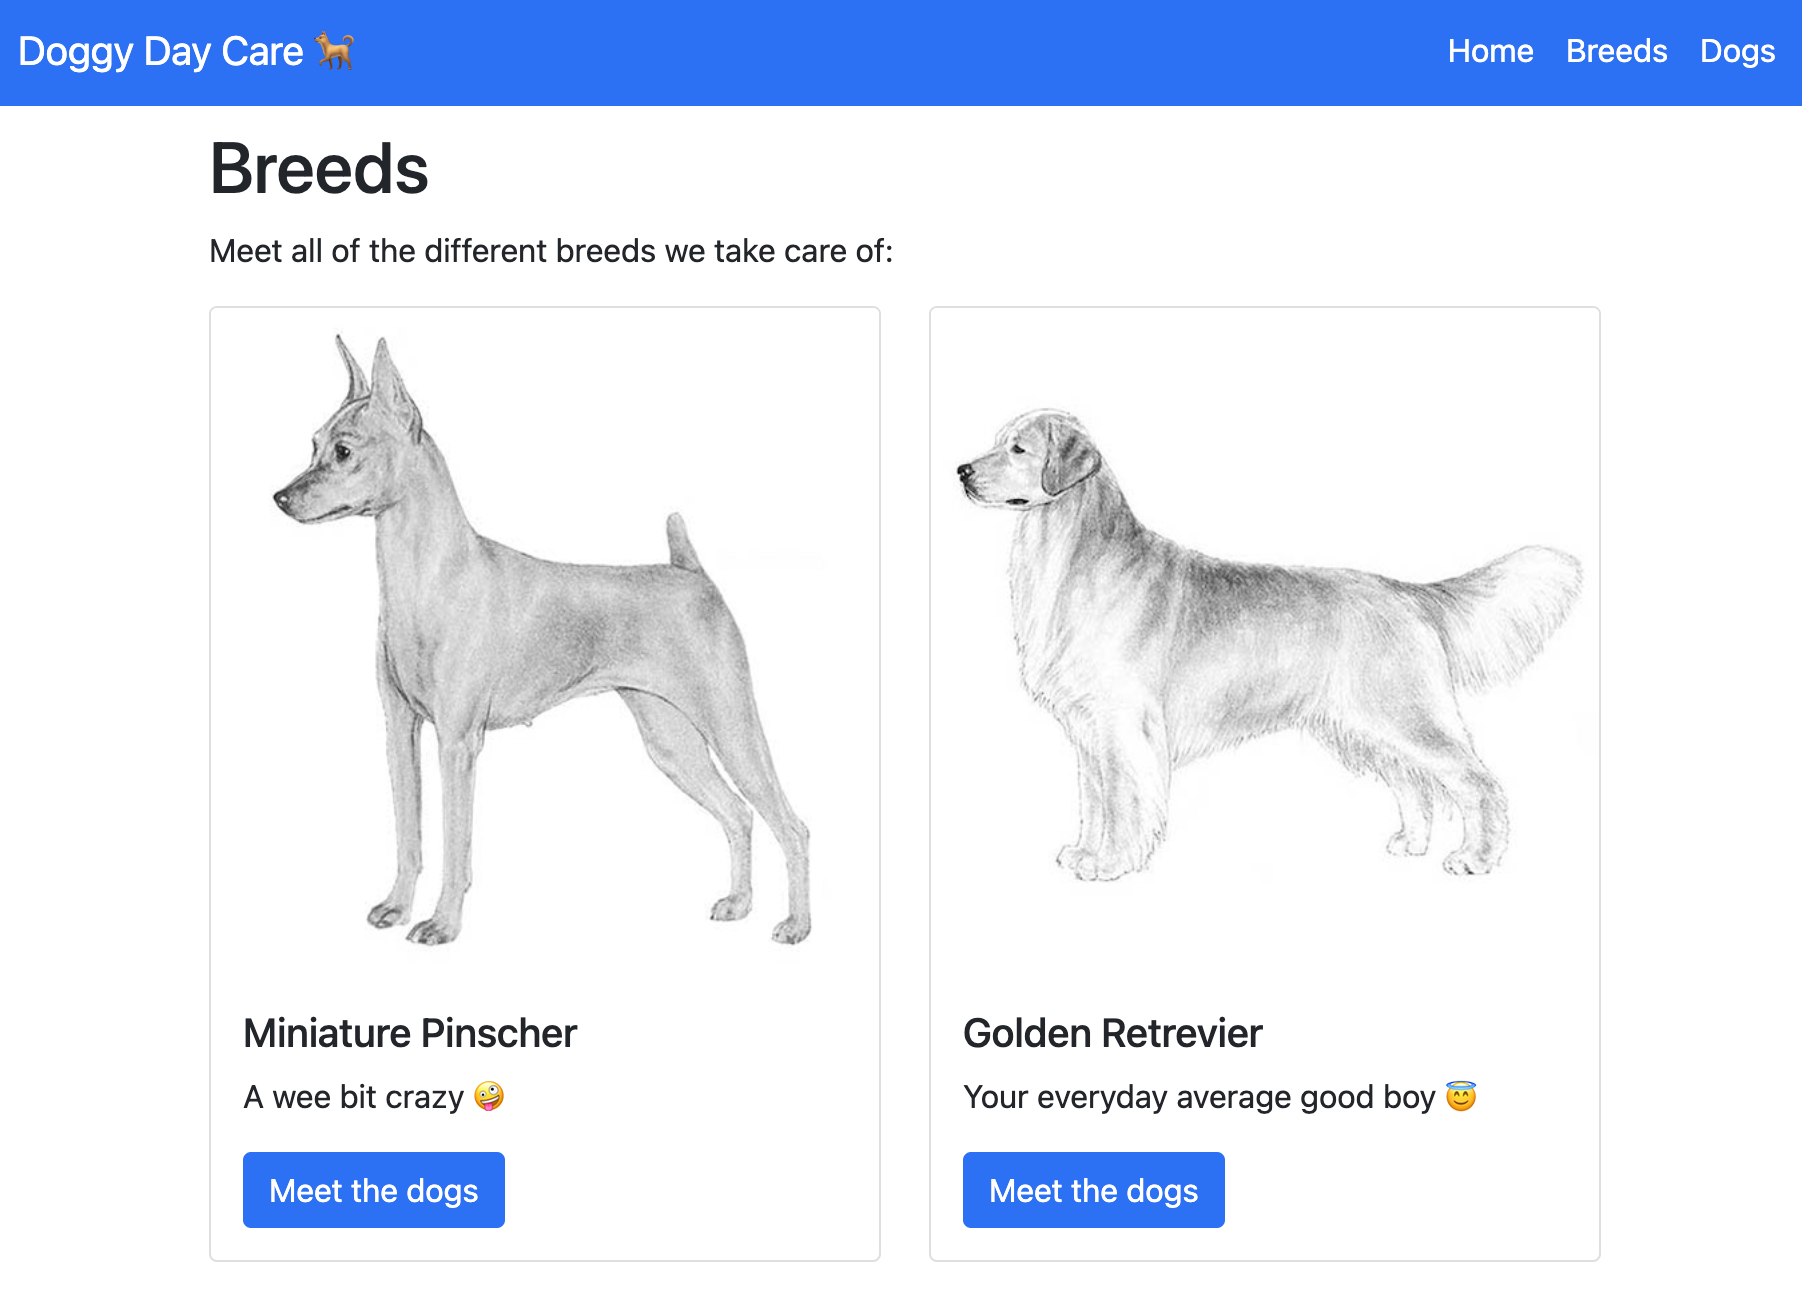 Doggy Day Care 🐕 Home Breeds Dogs
Breeds
Meet all of the different breeds we take care of:
Miniature Pinscher
A wee bit crazy 🤪
Meet the dogs
Golden Retrevier
Your everyday average good boy 😇
Meet the dogs